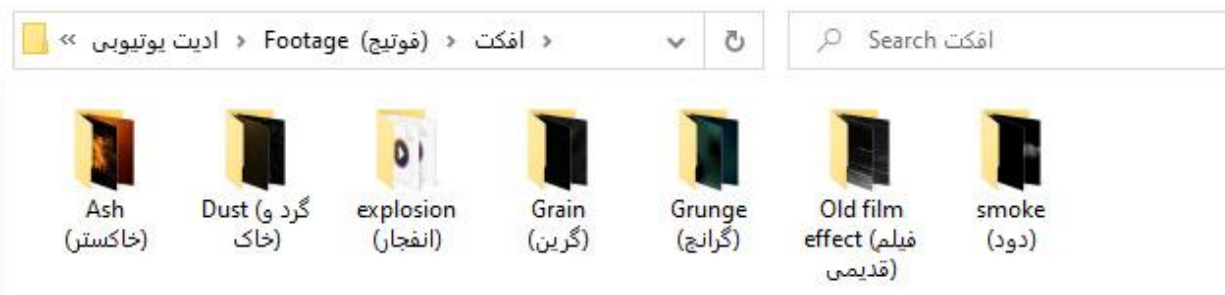 « ادیت یوتیوبی › Footage (فوتیج) › افکت ›
Search افکت
Ash
(خاکستر)
Dust (گرد و
خاک)
explosion
(انفجار)
Grain
(گرین)
Grunge
(گرانج)
Old film
effect (فیلم
قدیمی)
smoke
(دود)